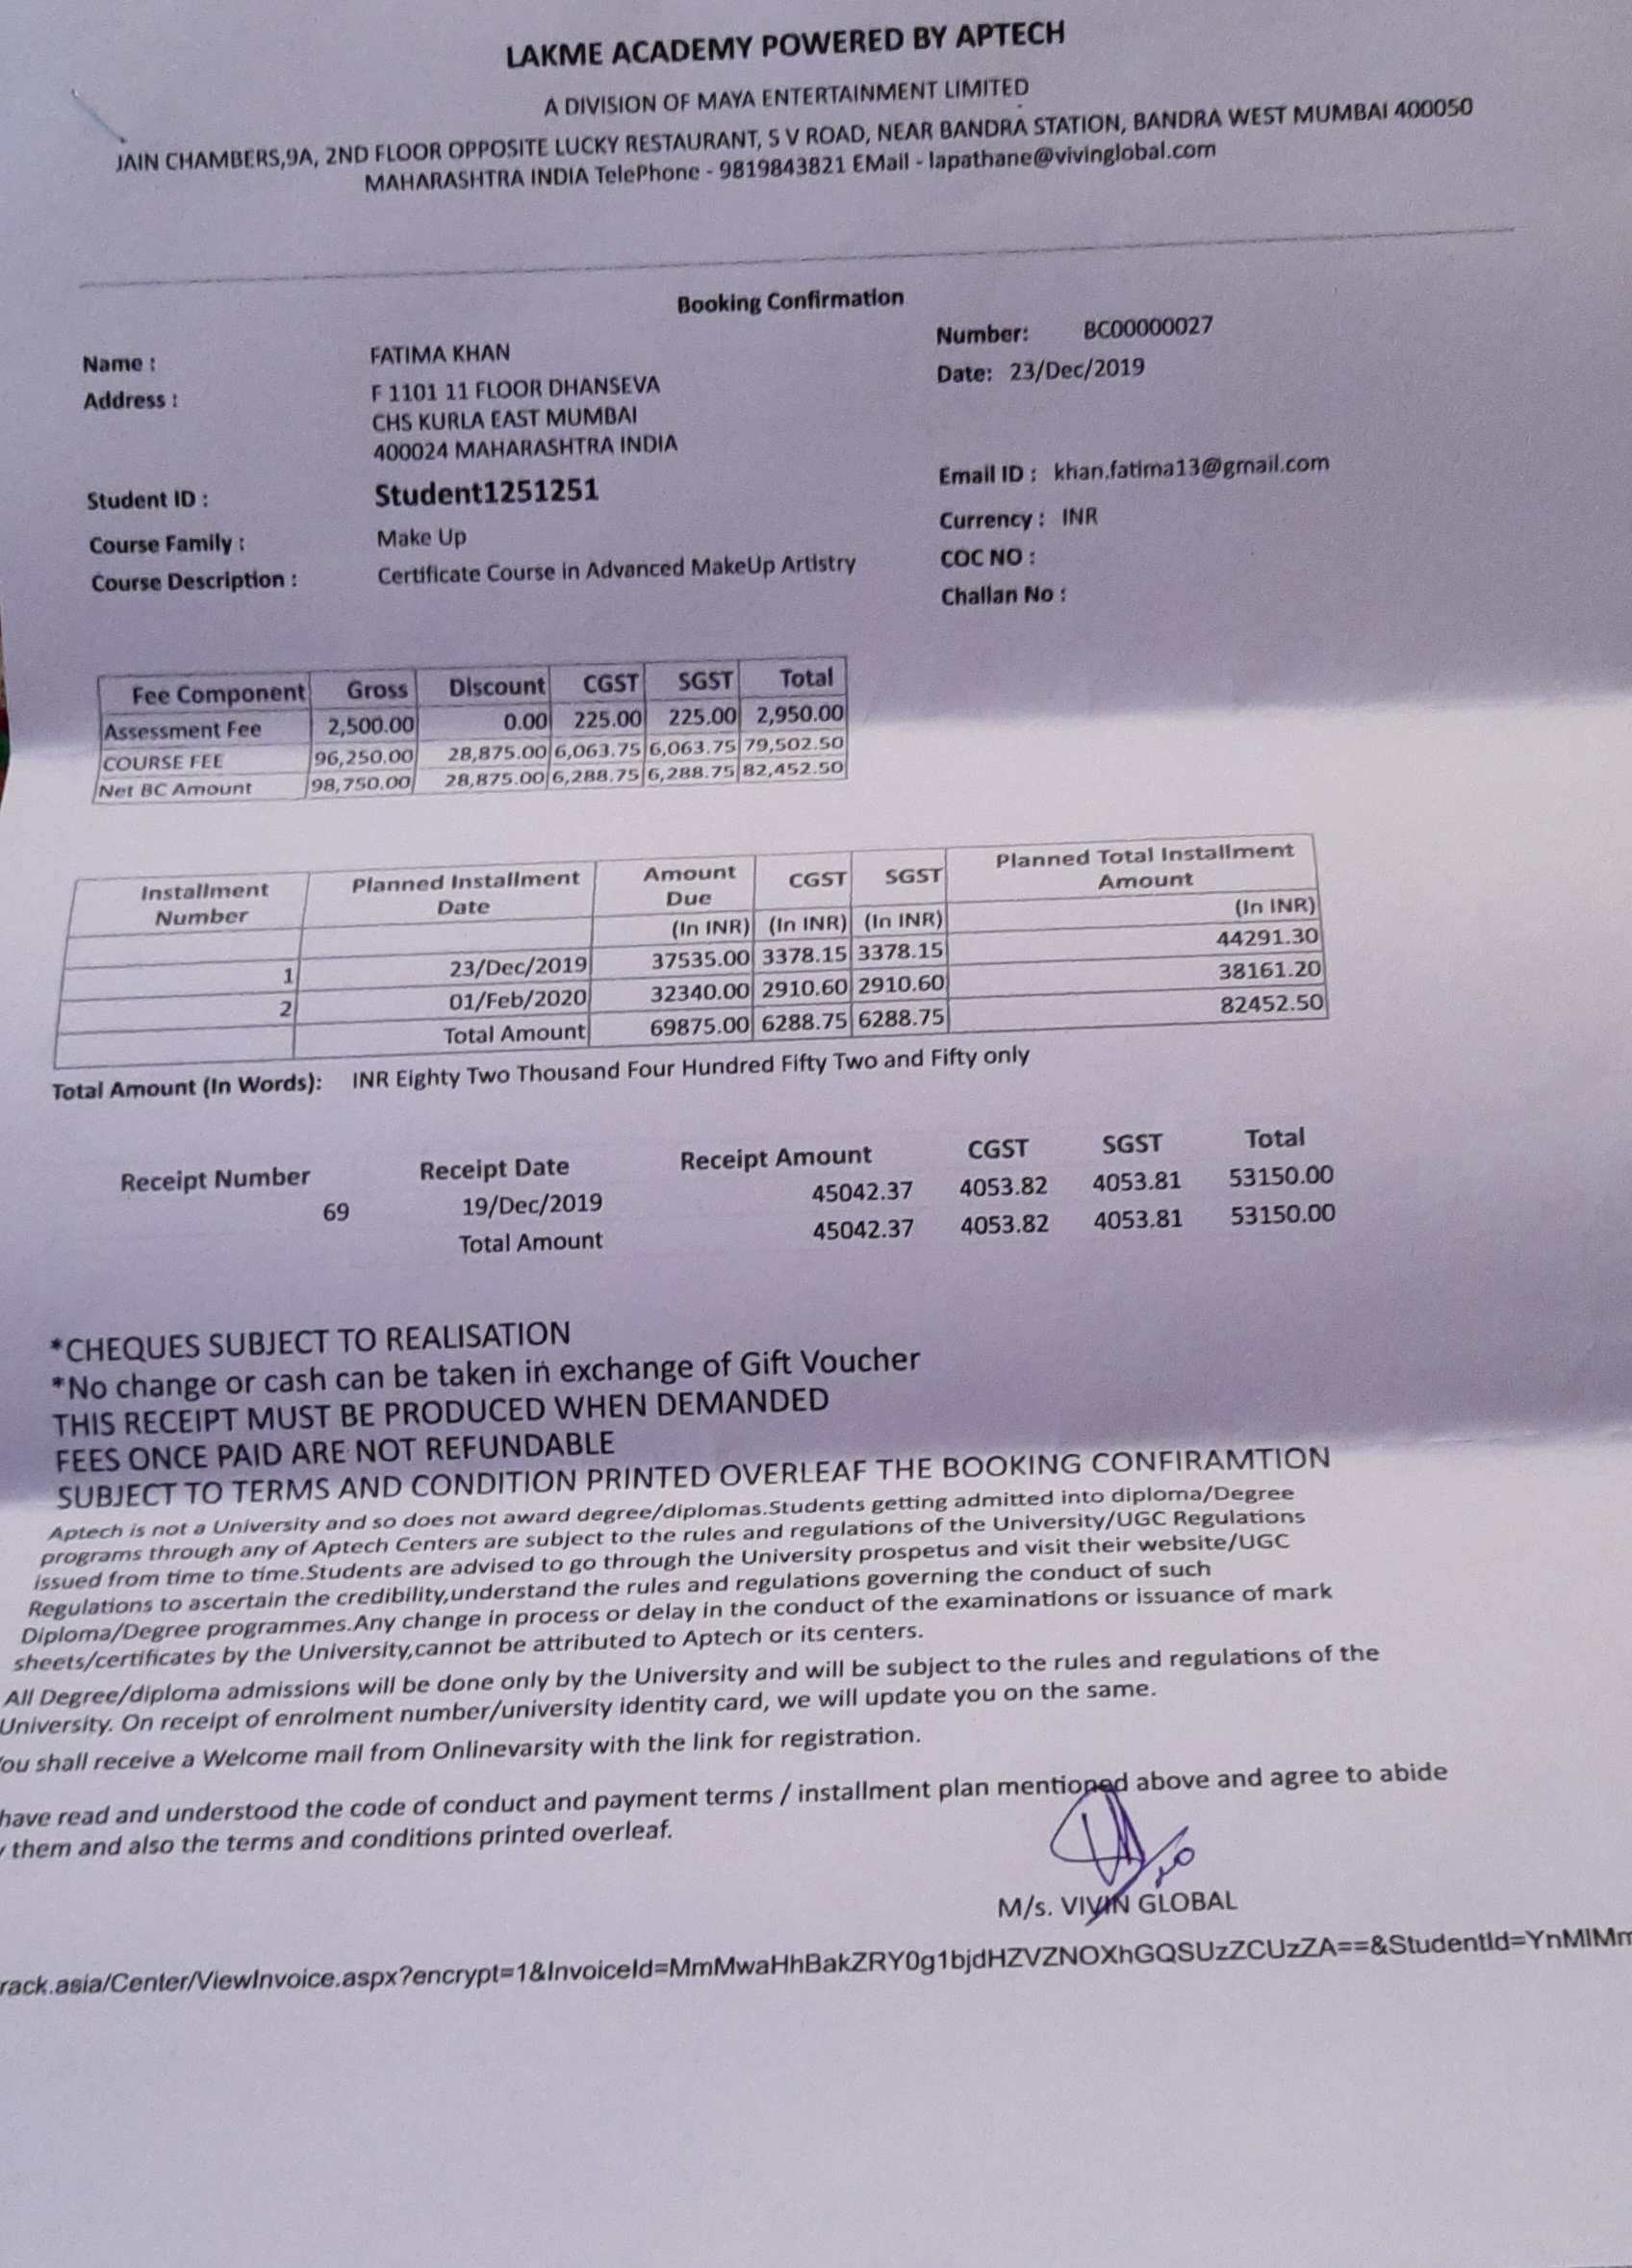 LAKME ACADEMY POWERED BY APTECH
A DIVISION OF MAYA ENTERTAINMENT LIMITED
JAIN CHAMBERS,9A, 2ND FLOOR OPPOSITE LUCKY RESTAURANT, S V ROAD, NEAR BANDRA STATION, BANDRA WEST MUMBAI 400050
MAHARASHTRA INDIA TelePhone - 9819843821 EMail - lapathane@vivinglobal.com
Booking Confirmation
Name : FATIMA KHAN Number: BC00000027
Address : F 1101 11 FLOOR DHANSEVA Date: 23/Dec/2019
CHS KURLA EAST MUMBAI
400024 MAHARASHTRA INDIA
Student ID : Student1251251 Email ID : khan.fatima13@gmail.com
Course Family : Make Up Currency : INR
Course Description : Certificate Course in Advanced MakeUp Artistry COC NO :
Challan No :
Fee Component Gross Discount CGST SGST Total
Assessment Fee 2,500.00 0.00 225.00 225.00 2,950.00
COURSE FEE 96,250.00 28,875.00 6,063.75 6,063.75 79,502.50
Net BC Amount 98,750.00 28,875.00 6,288.75 6,288.75 82,452.50
Installment Number Planned Installment Date Amount Due CGST SGST Planned Total Installment Amount
(In INR) (In INR) (In INR) (In INR)
1 23/Dec/2019 37535.00 3378.15 3378.15 44291.30
2 01/Feb/2020 32340.00 2910.60 2910.60 38161.20
Total Amount 69875.00 6288.75 6288.75 82452.50
Total Amount (In Words): INR Eighty Two Thousand Four Hundred Fifty Two and Fifty only
Receipt Number Receipt Date Receipt Amount CGST SGST Total
69 19/Dec/2019 45042.37 4053.82 4053.81 53150.00
Total Amount 45042.37 4053.82 4053.81 53150.00
*CHEQUES SUBJECT TO REALISATION
*No change or cash can be taken in exchange of Gift Voucher
THIS RECEIPT MUST BE PRODUCED WHEN DEMANDED
FEES ONCE PAID ARE NOT REFUNDABLE
SUBJECT TO TERMS AND CONDITION PRINTED OVERLEAF THE BOOKING CONFIRAMTION
Aptech is not a University and so does not award degree/diplomas.Students getting admitted into diploma/Degree
programs through any of Aptech Centers are subject to the rules and regulations of the University/UGC Regulations
issued from time to time.Students are advised to go through the University prospetus and visit their website/UGC
Regulations to ascertain the credibility,understand the rules and regulations governing the conduct of such
Diploma/Degree programmes.Any change in process or delay in the conduct of the examinations or issuance of mark
sheets/certificates by the University,cannot be attributed to Aptech or its centers.
All Degree/diploma admissions will be done only by the University and will be subject to the rules and regulations of the
University. On receipt of enrolment number/university identity card, we will update you on the same.
ou shall receive a Welcome mail from Onlinevarsity with the link for registration.
have read and understood the code of conduct and payment terms / installment plan mentioned above and agree to abide
them and also the terms and conditions printed overleaf.
M/s. VIVIN GLOBAL
rack.asia/Center/ViewInvoice.aspx?encrypt=1&InvoiceId=MmMwaHhBakZRY0g1bjdHZVZNOXhGQSUzZCUzZA==&StudentId=YnMlMm